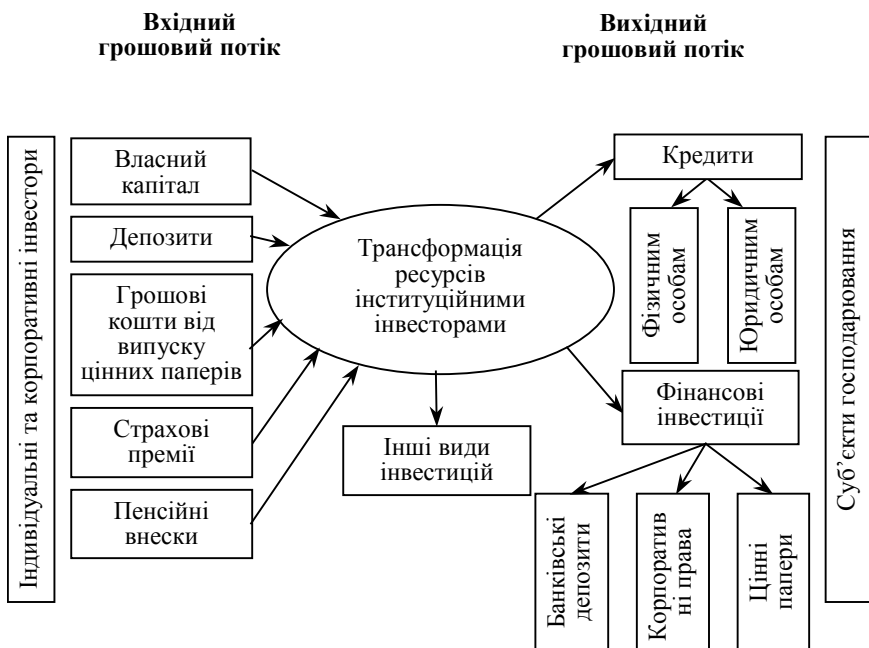 Вхідний
грошовий потік
Вихідний
грошовий потік
Індивідуальні та корпоративні інвестори
Власний
капітал
Депозити
Грошові
кошти від
випуску
цінних паперів
Страхові
премії
Пенсійні
внески
Трансформація
ресурсів
інституційними
інвесторами
Інші види
інвестицій
Кредити
Фізичним
особам
Юридичним
особам
Фінансові
інвестиції
Банківські
депозити
Корпоратив
ні права
Цінні
папери
Суб’єкти господарювання